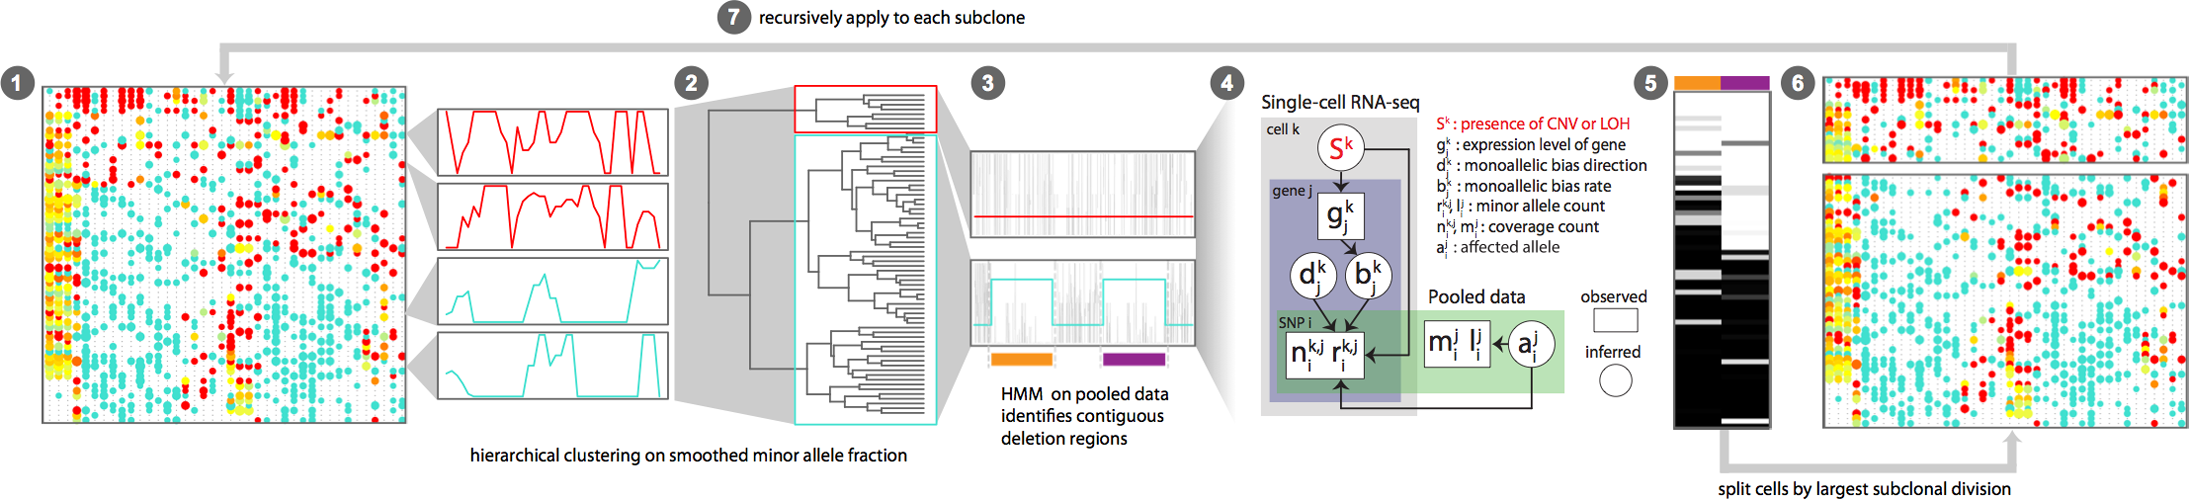 7 recursively apply to each subclone
1
2
3
4
5
6
Single-cell RNA-seq
cell k
S^k
gene j
g_j^k
d_j^k
b_j^k
SNP i
n_i^{k,j} r_i^{k,j}
S^k : presence of CNV or LOH
g_j^k : expression level of gene
d_j^k : monoallelic bias direction
b_j^k : monoallelic bias rate
r_i^{k,j}, l_i^j : minor allele count
n_i^{k,j}, m_i^j : coverage count
a_i^j : affected allele
Pooled data
m_i^j l_i^j
a_i^j
observed
inferred
HMM on pooled data
identifies contiguous
deletion regions
hierarchical clustering on smoothed minor allele fraction
split cells by largest subclonal division